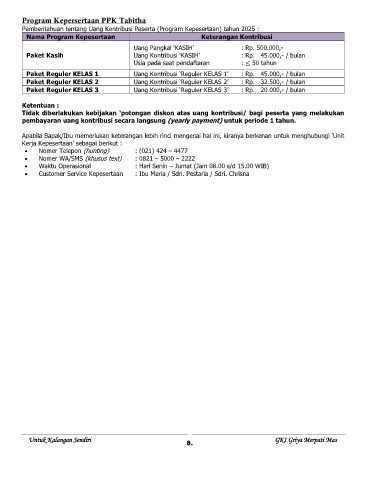 Program Kepersertaan PPK Tabitha
Pemberitahuan tentang Uang Kontribusi Peserta (Program Kepesertaan) tahun 2025 :
Nama Program Kepesertaan Keterangan Kontribusi
Paket Kasih
Uang Pangkal 'KASIH' : Rp. 500.000,-
Uang Kontribusi 'KASIH' : Rp. 45.000,- / bulan
Usia pada saat pendaftaran : ≤ 50 tahun
Paket Reguler KELAS 1 Uang Kontribusi 'Reguler KELAS 1' : Rp. 45.000,- / bulan
Paket Reguler KELAS 2 Uang Kontribusi 'Reguler KELAS 2' : Rp. 32.500,- / bulan
Paket Reguler KELAS 3 Uang Kontribusi 'Reguler KELAS 3' : Rp. 20.000,- / bulan
Ketentuan :
Tidak diberlakukan kebijakan 'potongan diskon atas uang kontribusi/ bagi peserta yang melakukan
pembayaran uang kontribusi secara langsung (yearly payment) untuk periode 1 tahun.
Apabila Bapak/Ibu memerlukan keterangan lebih rinci mengenai hal ini, kiranya berkenan untuk menghubungi 'Unit
Kerja Kepesertaan' sebagai berikut :
• Nomer Telepon (hunting) : (021) 424 – 4477
• Nomer WA/SMS (khusus text) : 0821 – 5000 – 2222
• Waktu Operasional : Hari Senin – Jumat (Jam 08.00 s/d 15.00 WIB)
• Customer Service Kepesertaan : Ibu Maria / Sdri. Pestaria / Sdri. Chrisna
Untuk Kalangan Sendiri
8.
GKI Griya Merpati Mas